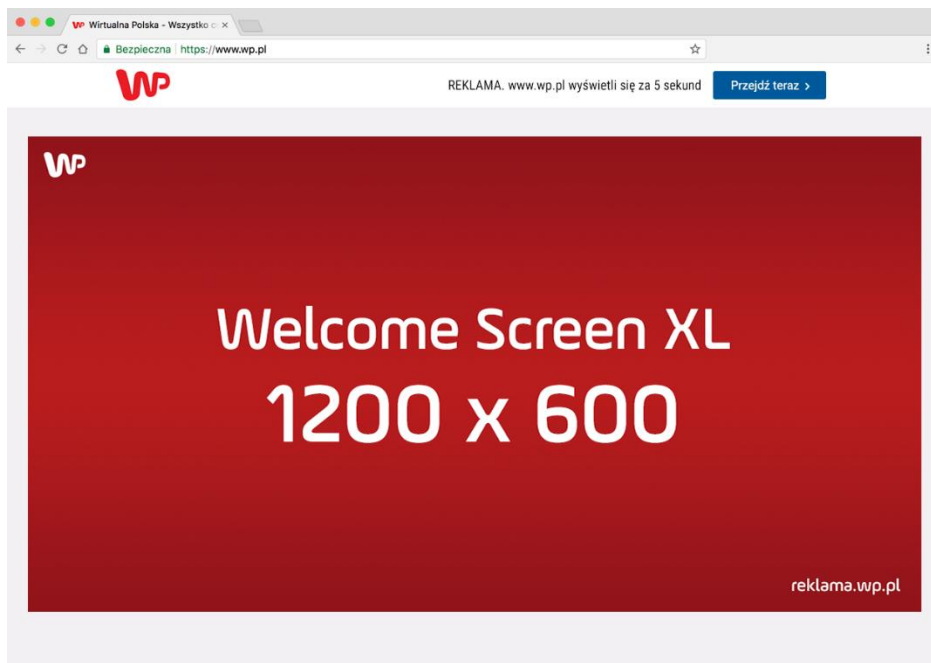 WP Wirtualna Polska - Wszystko
Bezpieczna https://www.wp.pl
WP
REKLAMA. www.wp.pl wyświetli się za 5 sekund
Przejdź teraz >
WP
Welcome Screen XL
1200 x 600
reklama.wp.pl